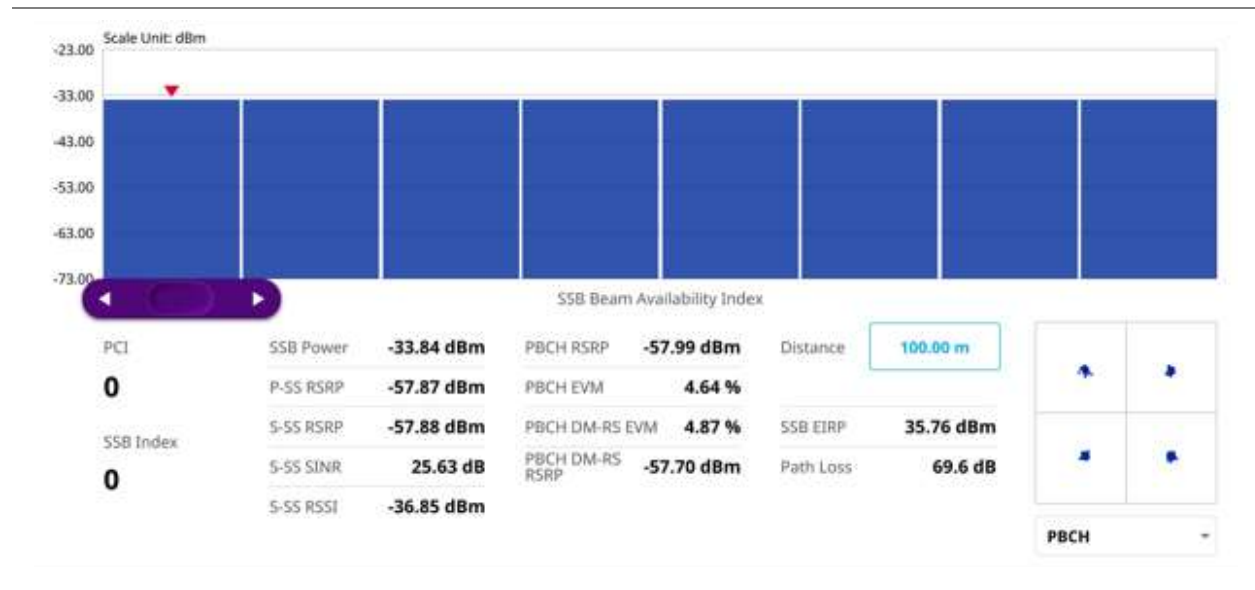 Scale Unit: dBm
-23.00
-33.00
-43.00
-53.00
-63.00
-73.00
SSB Beam Availability Index
PCI
0
SSB Index
0
SSB Power -33.84 dBm
P-SS RSRP -57.87 dBm
S-SS RSRP -57.88 dBm
S-SS SINR 25.63 dB
S-SS RSSI -36.85 dBm
PBCH RSRP -57.99 dBm
PBCH EVM 4.64 %
PBCH DM-RS EVM 4.87 %
PBCH DM-RS
RSRP -57.70 dBm
Distance 100.00 m
SSB EIRP 35.76 dBm
Path Loss 69.6 dB
PBCH